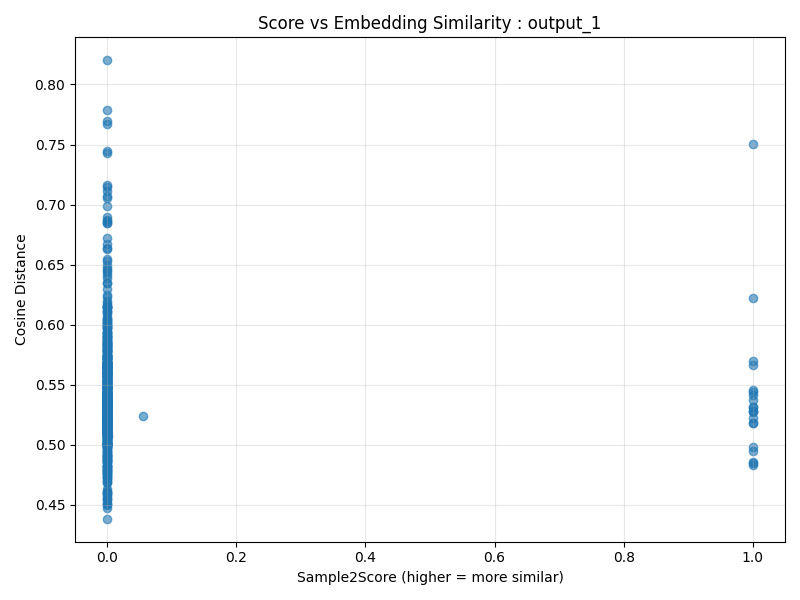 Score vs Embedding Similarity : output_1
Cosine Distance
0.80
0.75
0.70
0.65
0.60
0.55
0.50
0.45
0.0 0.2 0.4 0.6 0.8 1.0
Sample2Score (higher = more similar)